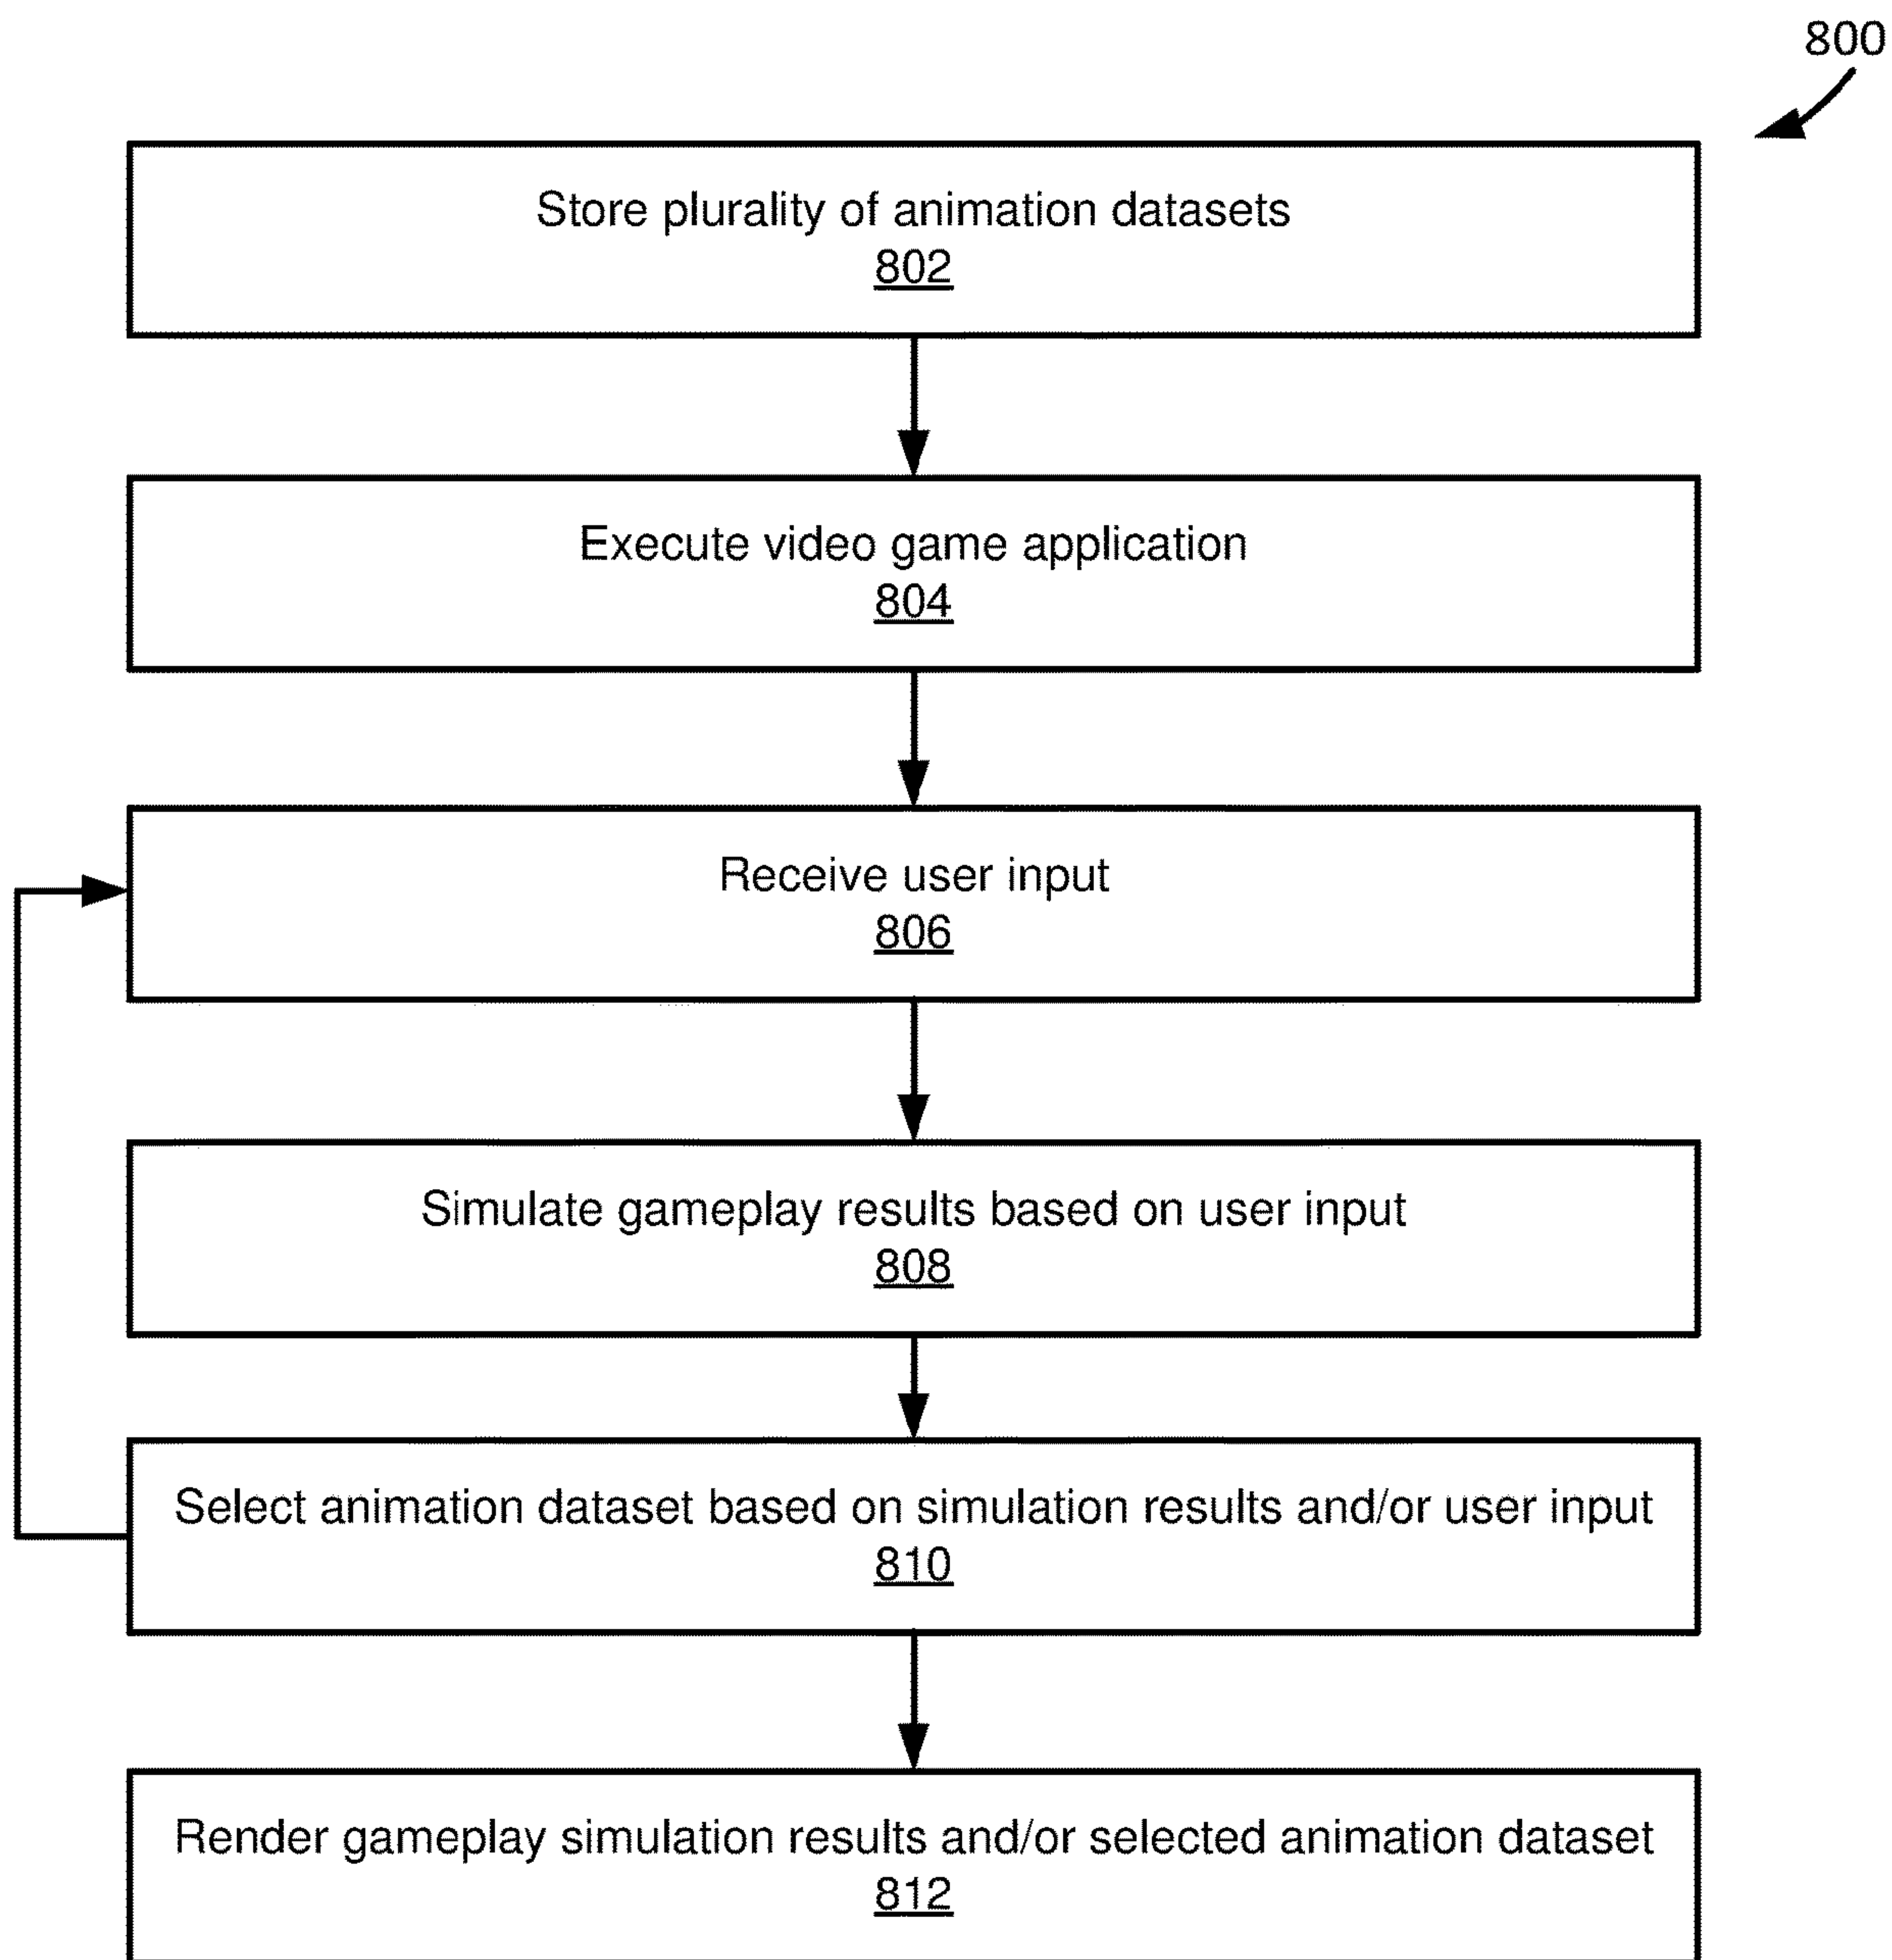 800
Store plurality of animation datasets
802
Execute video game application
804
Receive user input
806
Simulate gameplay results based on user input
808
Select animation dataset based on simulation results and/or user input
810
Render gameplay simulation results and/or selected animation dataset
812